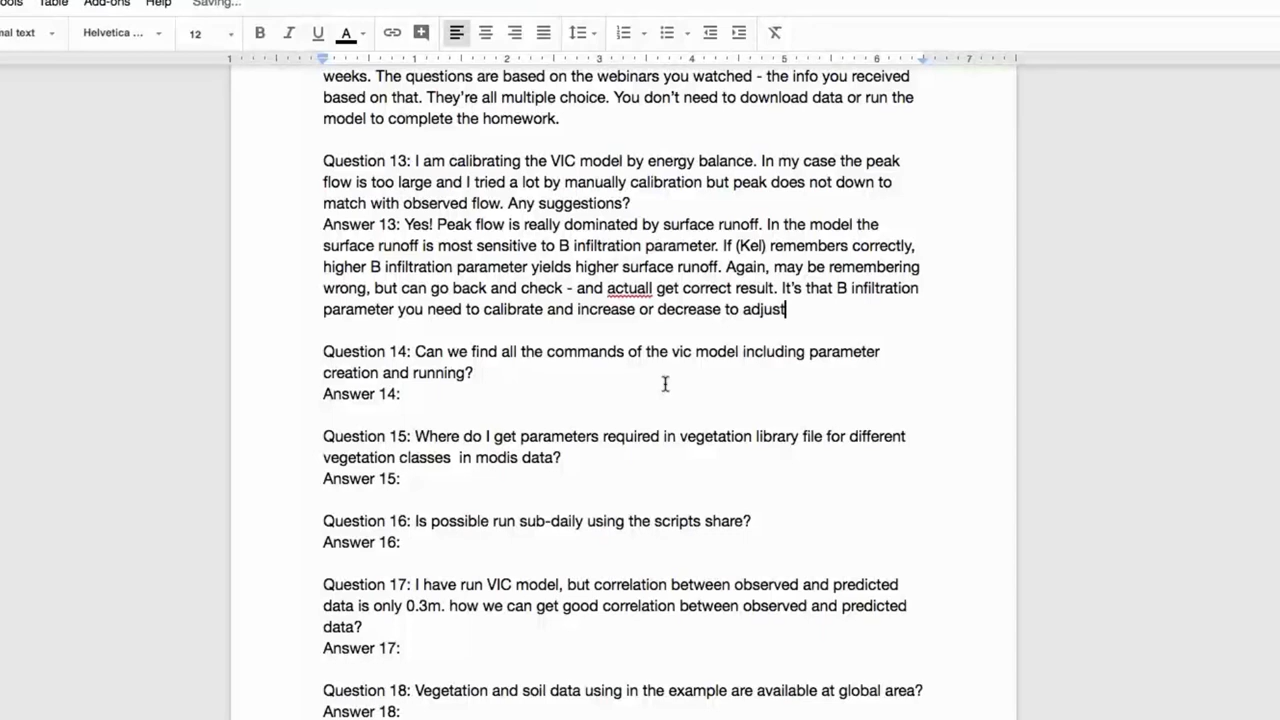 Table Add-ons Help Saving...
Helvetica ... 12 B I U A
1 1 2 3 4 5 6 7
weeks. The questions are based on the webinars you watched - the info you received
based on that. They're all multiple choice. You don't need to download data or run the
model to complete the homework.
Question 13: I am calibrating the VIC model by energy balance. In my case the peak
flow is too large and I tried a lot by manually calibration but peak does not down to
match with observed flow. Any suggestions?
Answer 13: Yes! Peak flow is really dominated by surface runoff. In the model the
surface runoff is most sensitive to B infiltration parameter. If (Kel) remembers correctly,
higher B infiltration parameter yields higher surface runoff. Again, may be remembering
wrong, but can go back and check - and actuall get correct result. It's that B infiltration
parameter you need to calibrate and increase or decrease to adjust
Question 14: Can we find all the commands of the vic model including parameter
creation and running?
Answer 14:
Question 15: Where do I get parameters required in vegetation library file for different
vegetation classes  in modis data?
Answer 15:
Question 16: Is possible run sub-daily using the scripts share?
Answer 16:
Question 17: I have run VIC model, but correlation between observed and predicted
data is only 0.3m. how we can get good correlation between observed and predicted
data?
Answer 17:
Question 18: Vegetation and soil data using in the example are available at global area?
Answer 18: